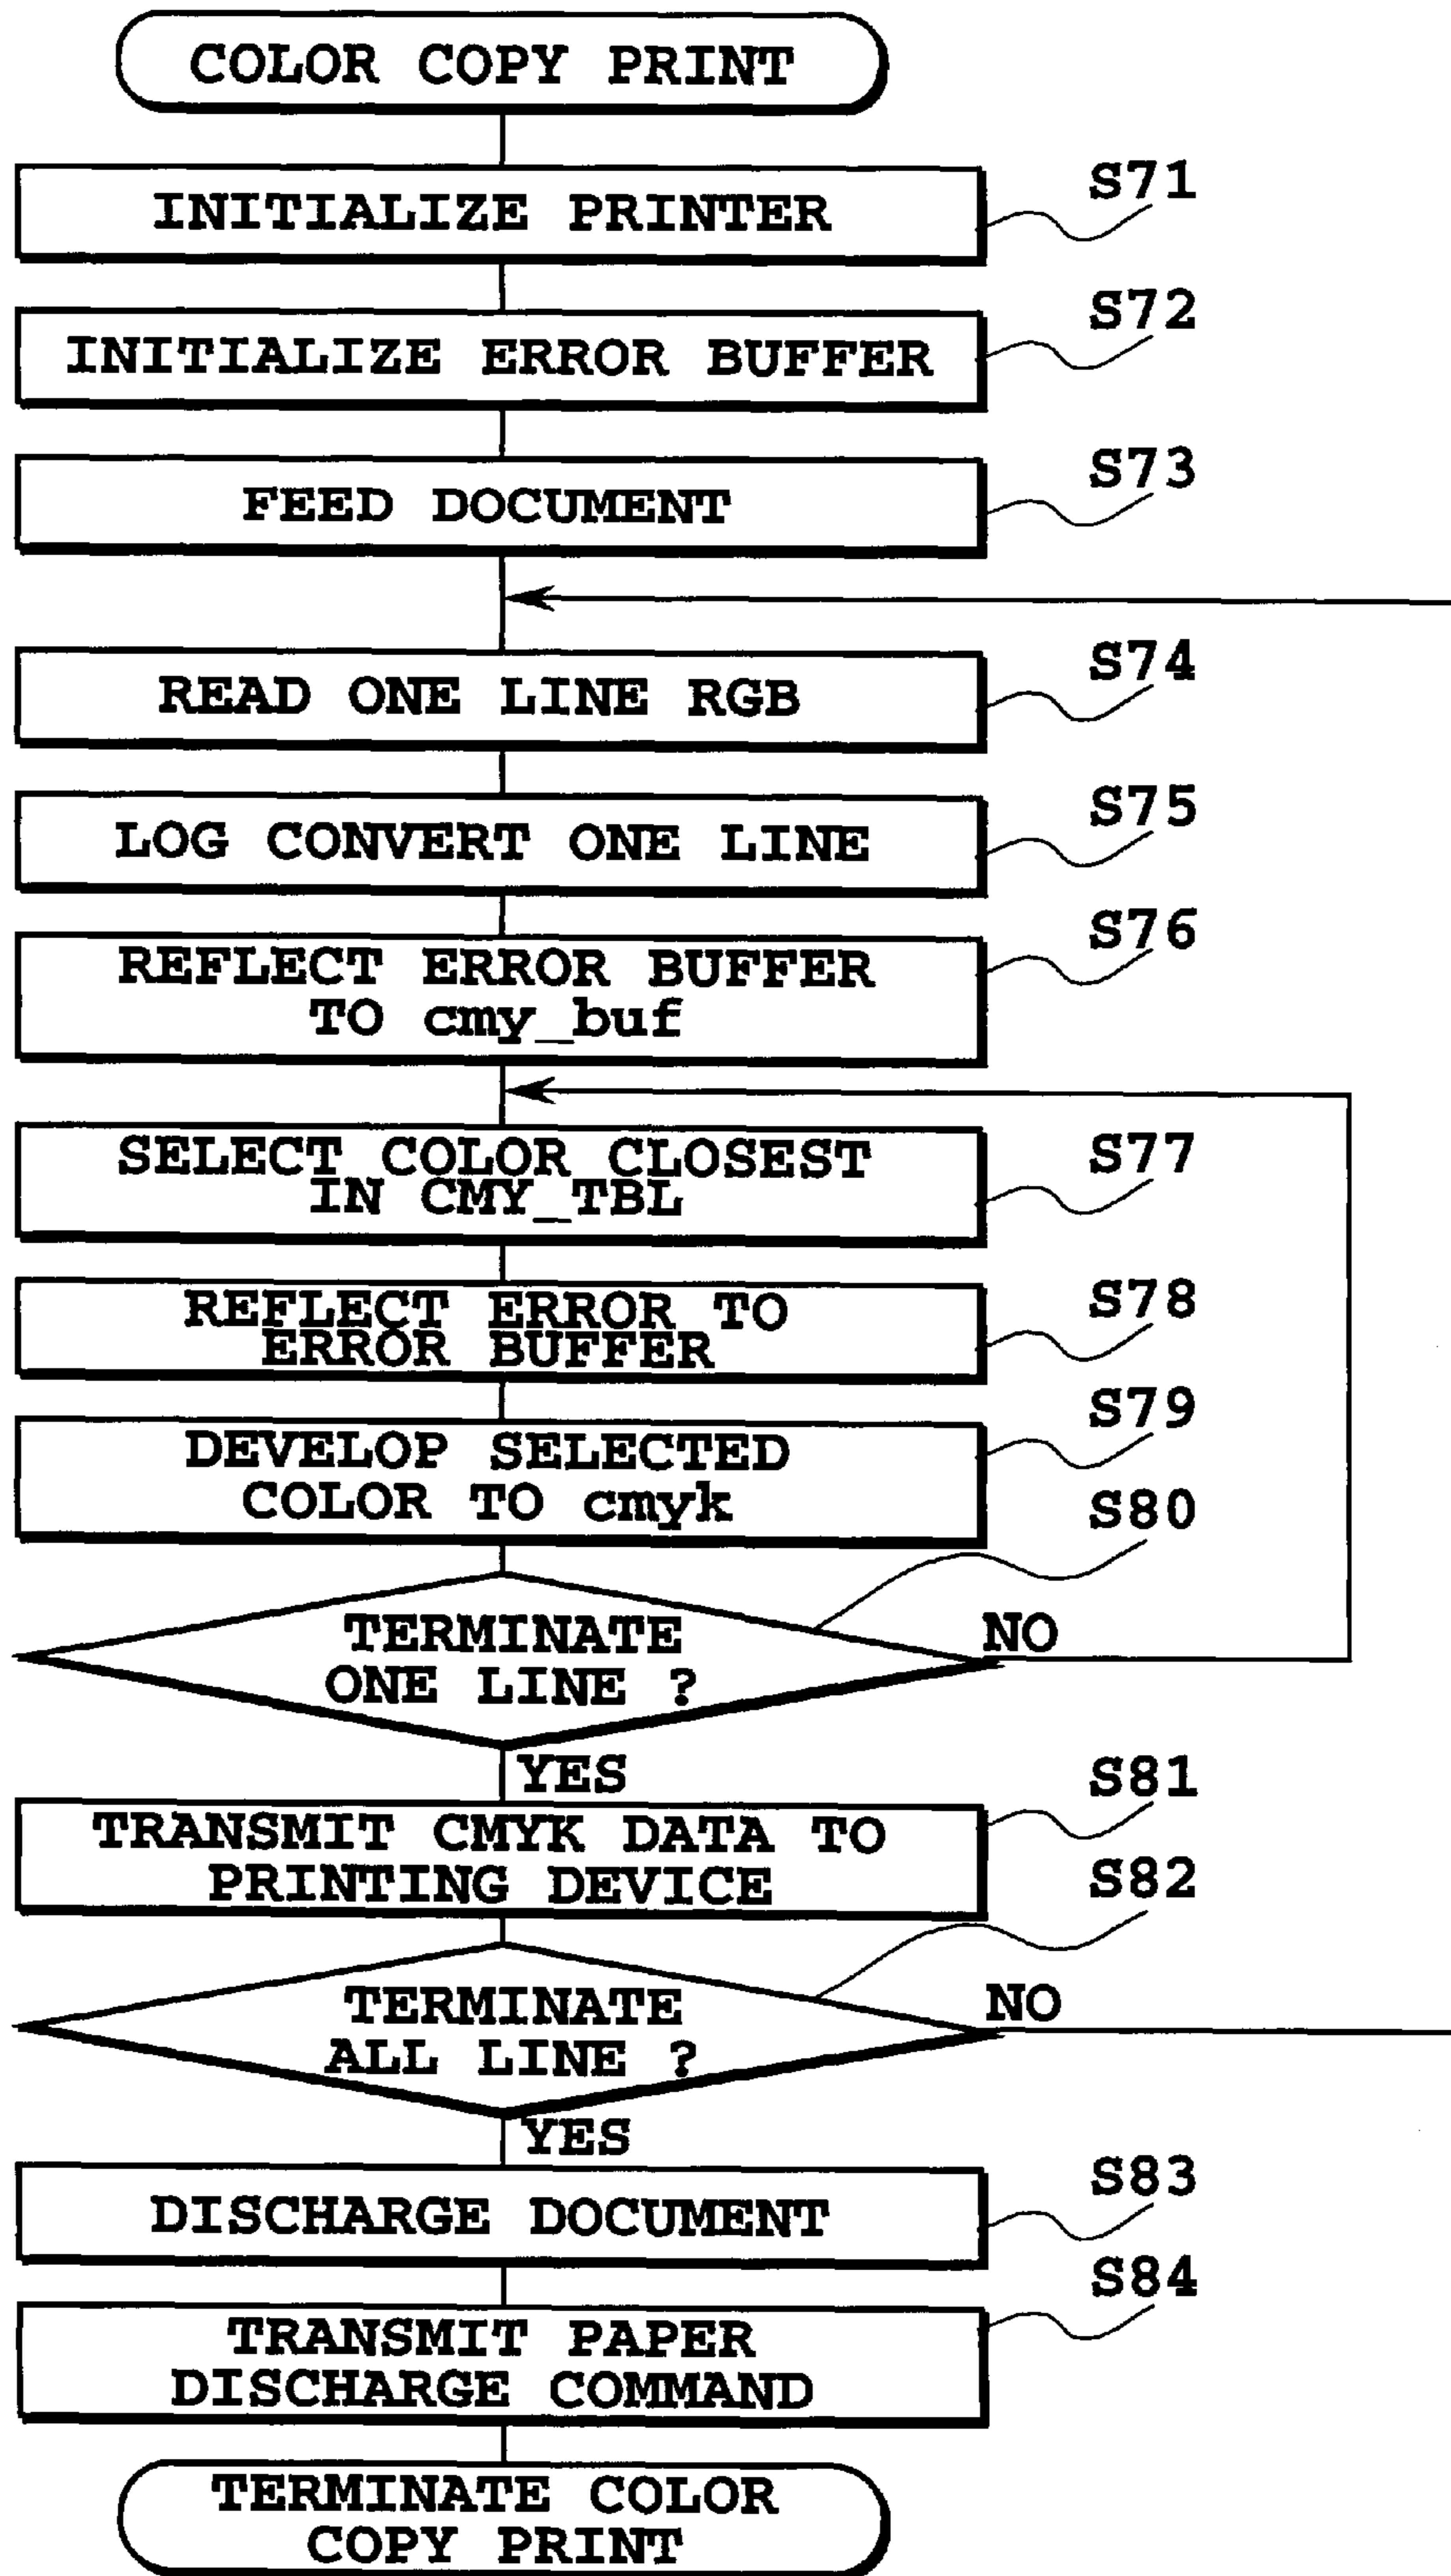 COLOR COPY PRINT
S71
INITIALIZE PRINTER
S72
INITIALIZE ERROR BUFFER
S73
FEED DOCUMENT
S74
READ ONE LINE RGB
S75
LOG CONVERT ONE LINE
S76
REFLECT ERROR BUFFER
TO cmy_buf
S77
SELECT COLOR CLOSEST
IN CMY_TBL
S78
REFLECT ERROR TO
ERROR BUFFER
S79
DEVELOP SELECTED
COLOR TO cmyk
S80
TERMINATE
ONE LINE ?
NO
YES
S81
TRANSMIT CMYK DATA TO
PRINTING DEVICE
S82
TERMINATE
ALL LINE ?
NO
YES
S83
DISCHARGE DOCUMENT
S84
TRANSMIT PAPER
DISCHARGE COMMAND
TERMINATE COLOR
COPY PRINT